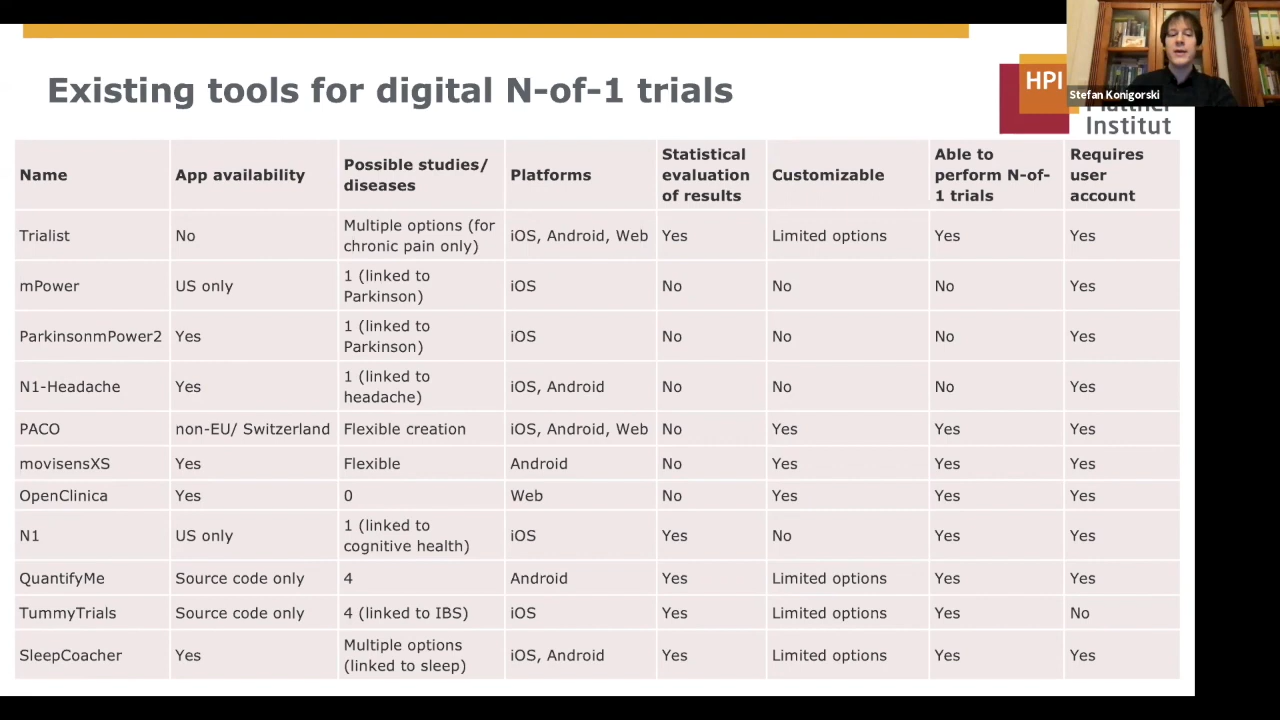 Existing tools for digital N-of-1 trials
HPI
Stefan Konigorski
Institut
Name App availability Possible studies/ diseases Platforms Statistical evaluation of results Customizable Able to perform N-of-1 trials Requires user account
Trialist No Multiple options (for chronic pain only) iOS, Android, Web Yes Limited options Yes Yes
mPower US only 1 (linked to Parkinson) iOS No No No Yes
ParkinsonmPower2 Yes 1 (linked to Parkinson) iOS No No No Yes
N1-Headache Yes 1 (linked to headache) iOS, Android No No No Yes
PACO non-EU/ Switzerland Flexible creation iOS, Android, Web No Yes Yes Yes
movisensXS Yes Flexible Android No Yes Yes Yes
OpenClinica Yes 0 Web No Yes Yes Yes
N1 US only 1 (linked to cognitive health) iOS Yes No Yes Yes
QuantifyMe Source code only 4 Android Yes Limited options Yes Yes
TummyTrials Source code only 4 (linked to IBS) iOS Yes Limited options Yes No
SleepCoacher Yes Multiple options (linked to sleep) iOS, Android Yes Limited options Yes Yes